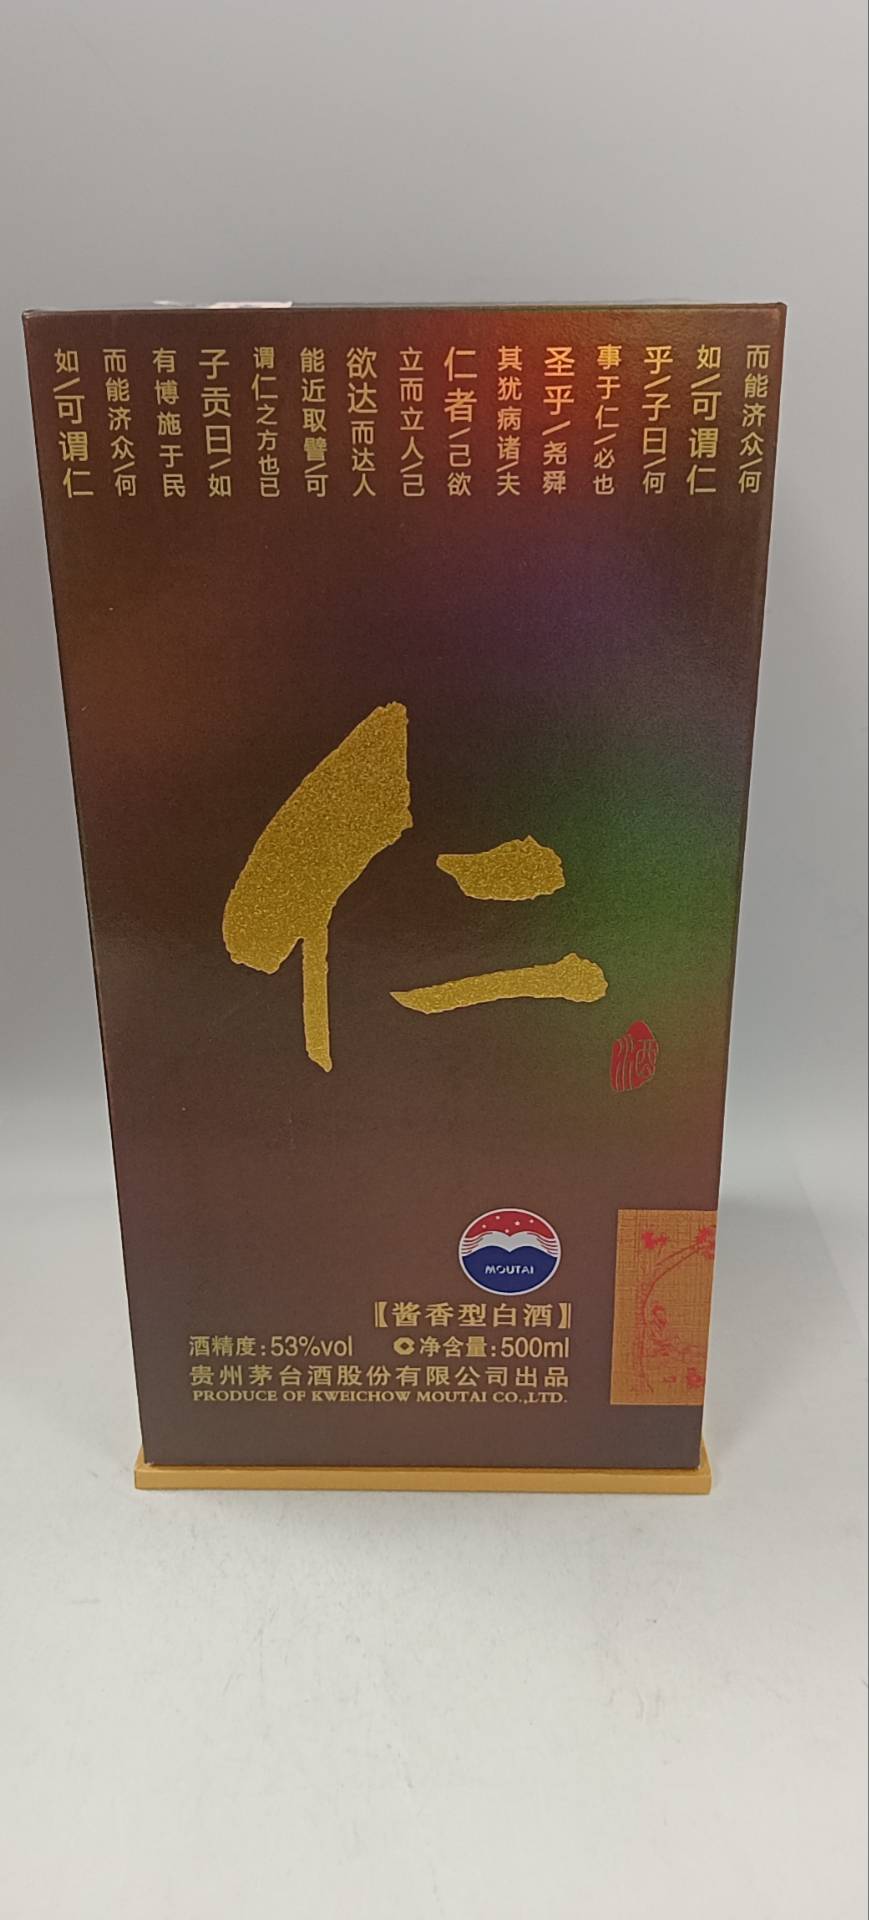 而能济众/何
如/可谓仁
乎/子曰/何
事于仁/必也
圣乎/尧舜
其犹病诸/夫
仁者/己欲
立而立人/己
欲达而达人
能近取譬/可
谓仁之方也已
子贡曰/如
有博施于民
而能济众/何
如/可谓仁
仁
酒
MOUTAI
【酱香型白酒】
酒精度:53%vol 净含量:500ml
贵州茅台酒股份有限公司出品
PRODUCE OF KWEICHOW MOUTAI CO.,LTD.